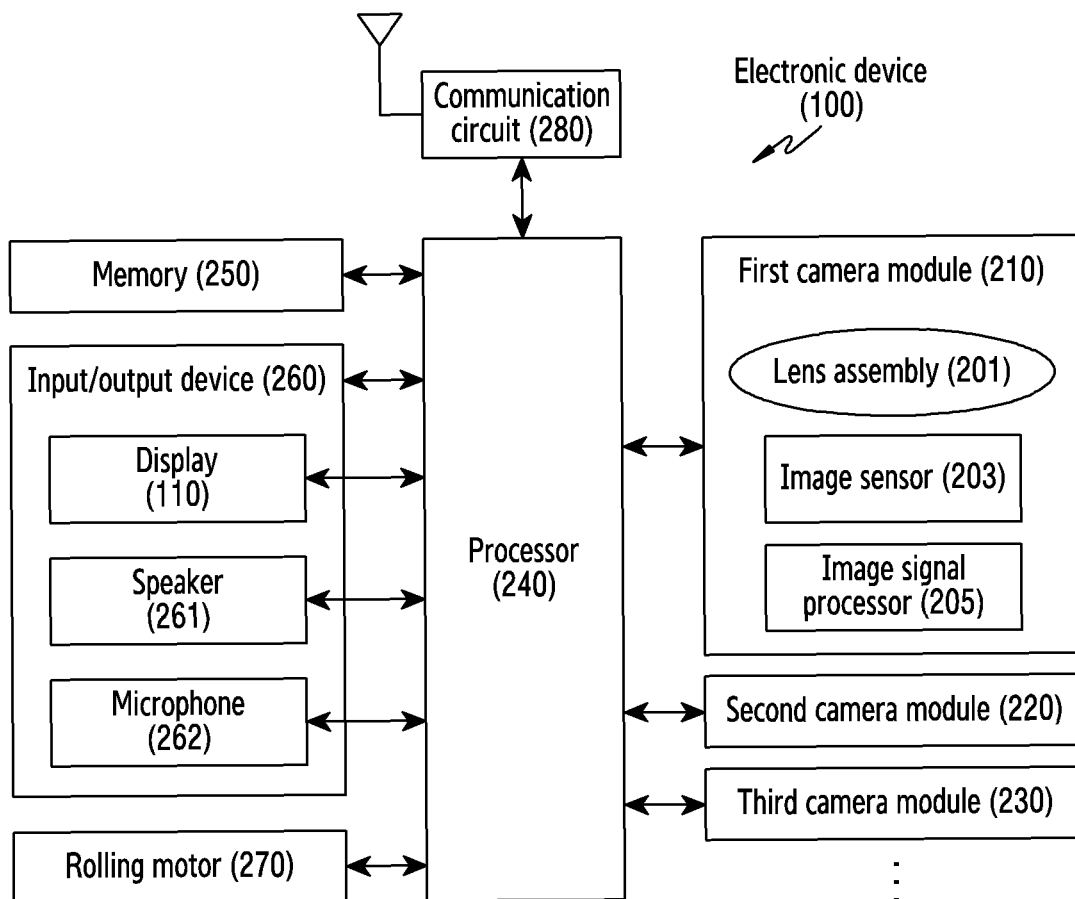 Communication
circuit (280)
Electronic device
(100)
Memory (250)
Input/output device (260)
Display
(110)
Speaker
(261)
Microphone
(262)
Rolling motor (270)
Processor
(240)
First camera module (210)
Lens assembly (201)
Image sensor (203)
Image signal
processor (205)
Second camera module (220)
Third camera module (230)